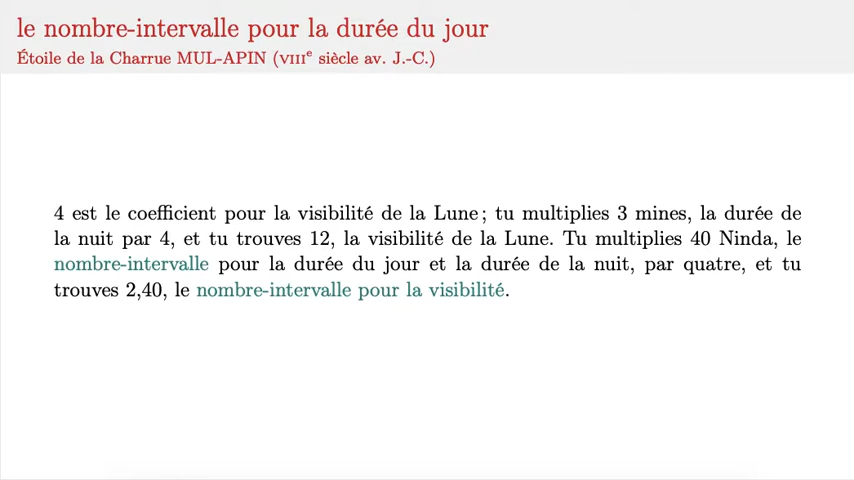 le nombre-intervalle pour la durée du jour
Étoile de la Charrue MUL-APIN (VIIIe siècle av. J.-C.)
4 est le coefficient pour la visibilité de la Lune ; tu multiplies 3 mines, la durée de
la nuit par 4, et tu trouves 12, la visibilité de la Lune. Tu multiplies 40 Ninda, le
nombre-intervalle pour la durée du jour et la durée de la nuit, par quatre, et tu
trouves 2,40, le nombre-intervalle pour la visibilité.